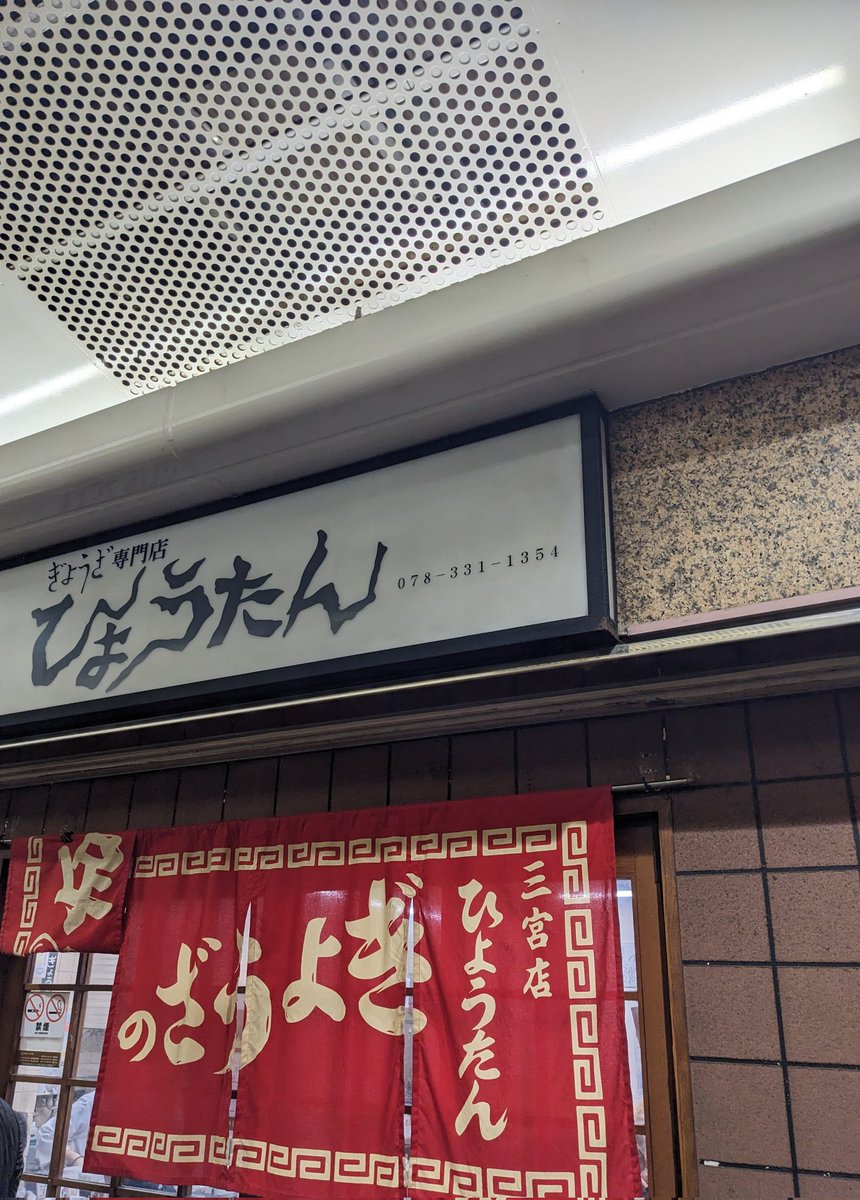 ぎょうざ専門店
ひょうたん
078-331-1354
三宮店
ひょうたん
ぎょうざの
禁煙